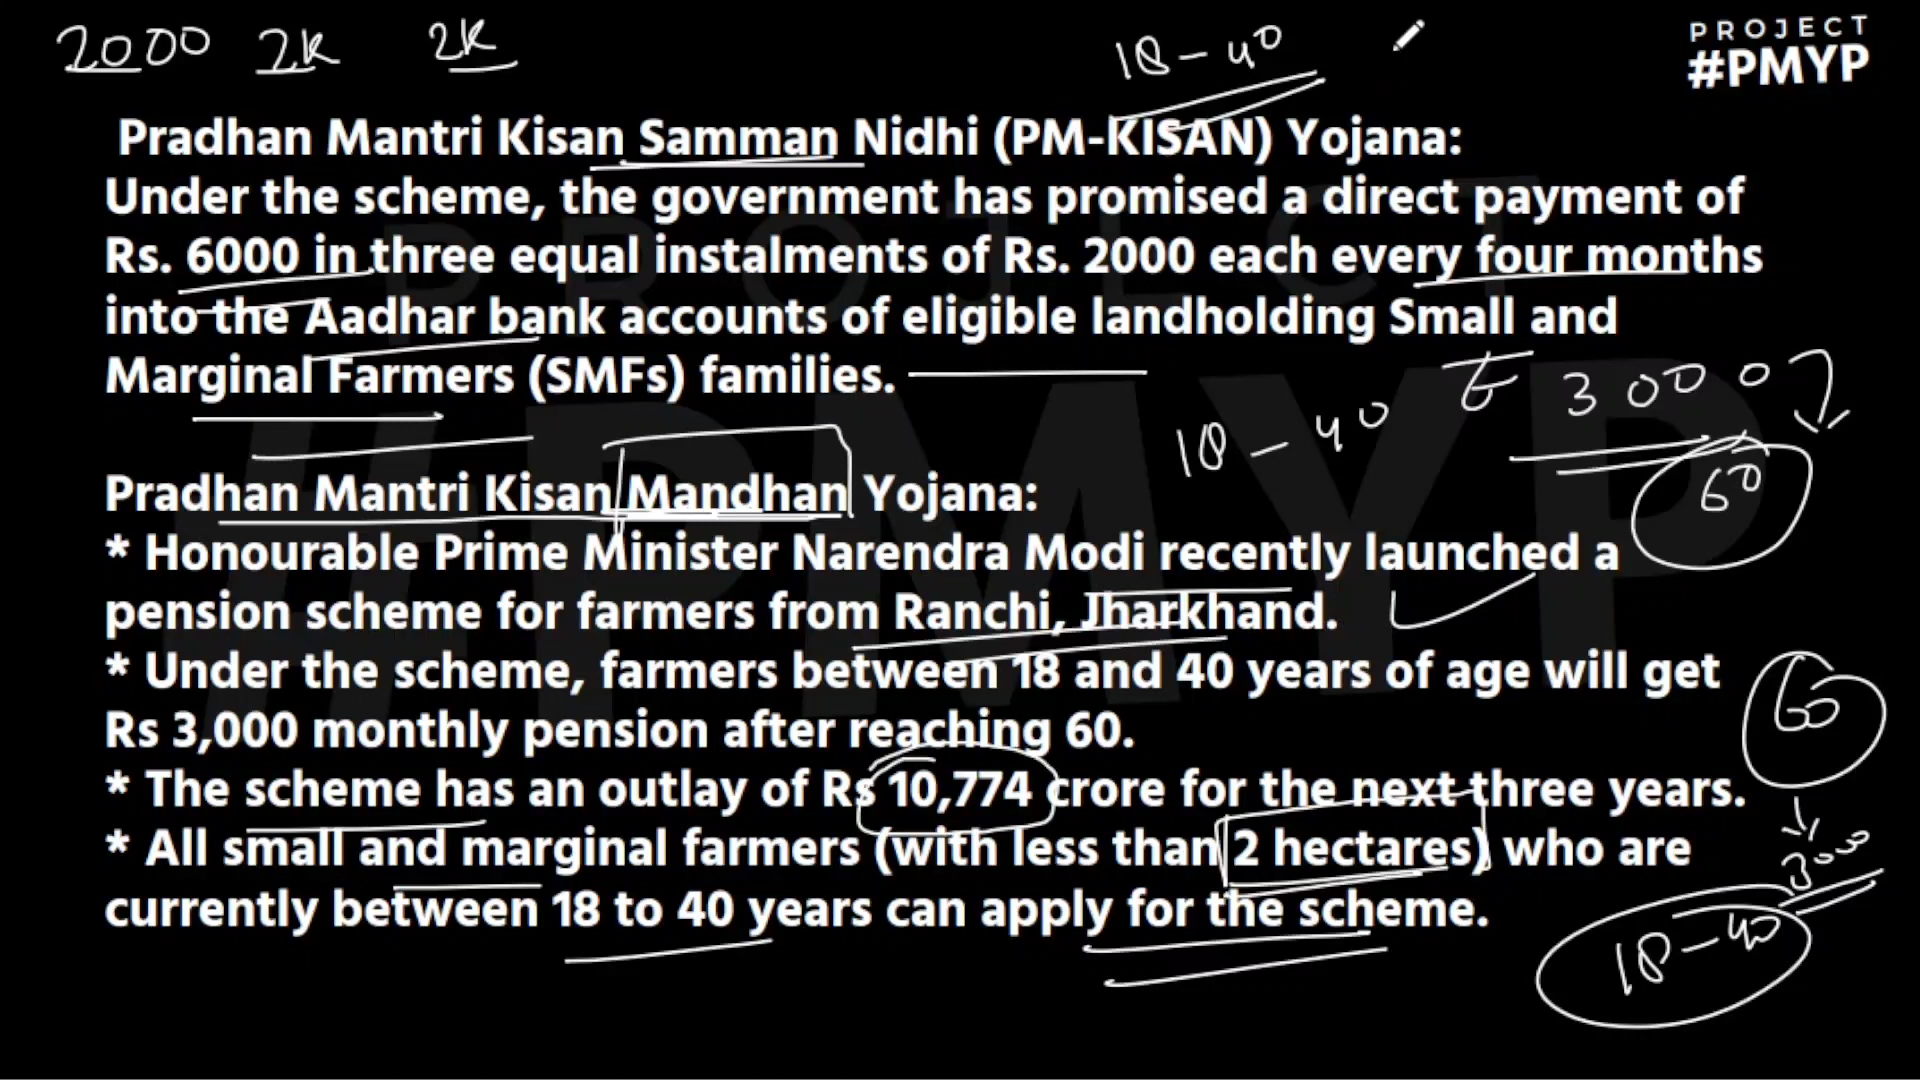 2000 2K 2K
18-40
PROJECT
#PMYP
Pradhan Mantri Kisan Samman Nidhi (PM-KISAN) Yojana:
Under the scheme, the government has promised a direct payment of
Rs. 6000 in three equal instalments of Rs. 2000 each every four months
into the Aadhar bank accounts of eligible landholding Small and
Marginal Farmers (SMFs) families.
18-40 ₹ 3000
60
Pradhan Mantri Kisan Mandhan Yojana:
* Honourable Prime Minister Narendra Modi recently launched a
pension scheme for farmers from Ranchi, Jharkhand.
* Under the scheme, farmers between 18 and 40 years of age will get
Rs 3,000 monthly pension after reaching 60.
60
* The scheme has an outlay of Rs 10,774 crore for the next three years.
* All small and marginal farmers (with less than 2 hectares) who are
3000
currently between 18 to 40 years can apply for the scheme.
18-40
PROJECT
#PMYP